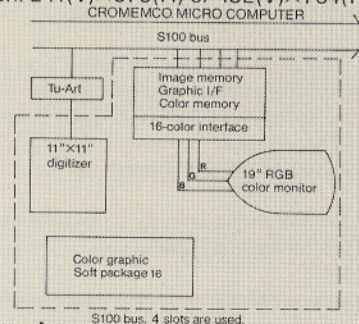 CROMEMCO MICRO COMPUTER
S100 bus
Tu-Art
Image memory
Graphic I/F
Color memory
16-color interface
11"×11"
digitizer
R
G
B
19" RGB
color monitor
Color graphic
Soft package 16
S100 bus, 4 slots are used.